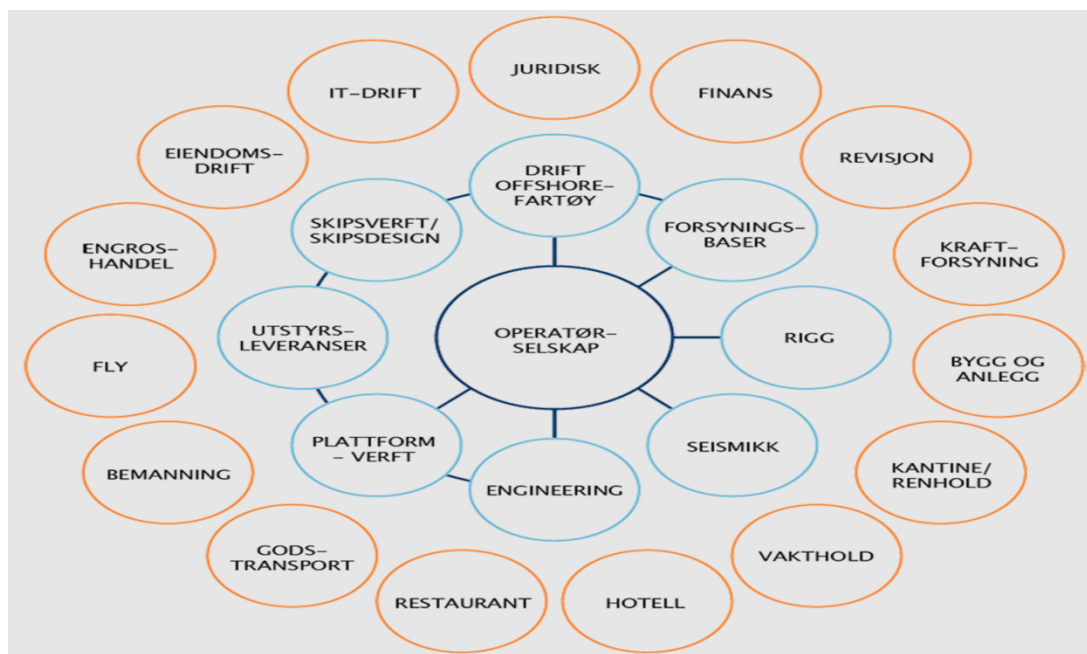 JURIDISK
IT-DRIFT
FINANS
EIENDOMS-
DRIFT
REVISJON
DRIFT
OFFSHORE-
FARTØY
SKIPSVERFT/
SKIPSDESIGN
FORSYNINGS-
BASER
ENGROS-
HANDEL
KRAFT-
FORSYNING
UTSTYRS-
LEVERANSER
OPERATØR-
SELSKAP
RIGG
FLY
BYGG OG
ANLEGG
PLATTFORM
- VERFT
SEISMIKK
BEMANNING
ENGINEERING
KANTINE/
RENHOLD
GODS-
TRANSPORT
VAKTHOLD
RESTAURANT
HOTELL